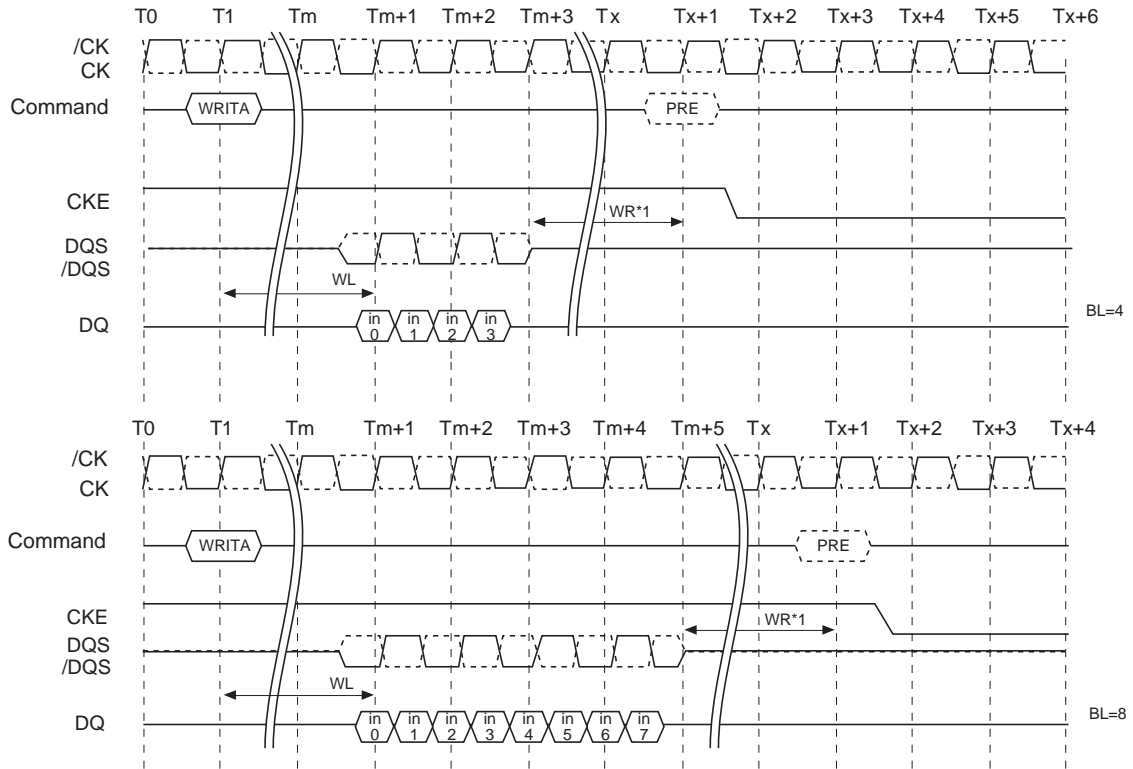 T0 T1 Tm Tm+1 Tm+2 Tm+3 Tx Tx+1 Tx+2 Tx+3 Tx+4 Tx+5 Tx+6
/CK
CK
Command WRITA PRE
CKE
WR*1
DQS
/DQS
WL
DQ in 0 in 1 in 2 in 3
BL=4
T0 T1 Tm Tm+1 Tm+2 Tm+3 Tm+4 Tm+5 Tx Tx+1 Tx+2 Tx+3 Tx+4
/CK
CK
Command WRITA PRE
CKE
WR*1
DQS
/DQS
WL
DQ in 0 in 1 in 2 in 3 in 4 in 5 in 6 in 7
BL=8